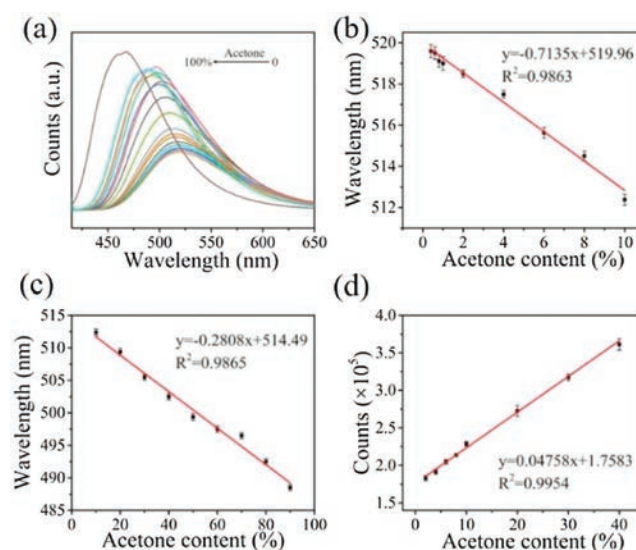 (a)
Acetone
100%
0
Counts (a.u.)
450 500 550 600 650
Wavelength (nm)
(b)
y=-0.7135x+519.96
R²=0.9863
Wavelength (nm)
520
518
516
514
512
0 2 4 6 8 10
Acetone content (%)
(c)
y=-0.2808x+514.49
R²=0.9865
Wavelength (nm)
515
510
505
500
495
490
485
0 20 40 60 80 100
Acetone content (%)
(d)
Counts (×10⁵)
4.0
3.5
3.0
2.5
2.0
1.5
y=0.04758x+1.7583
R²=0.9954
0 10 20 30 40
Acetone content (%)